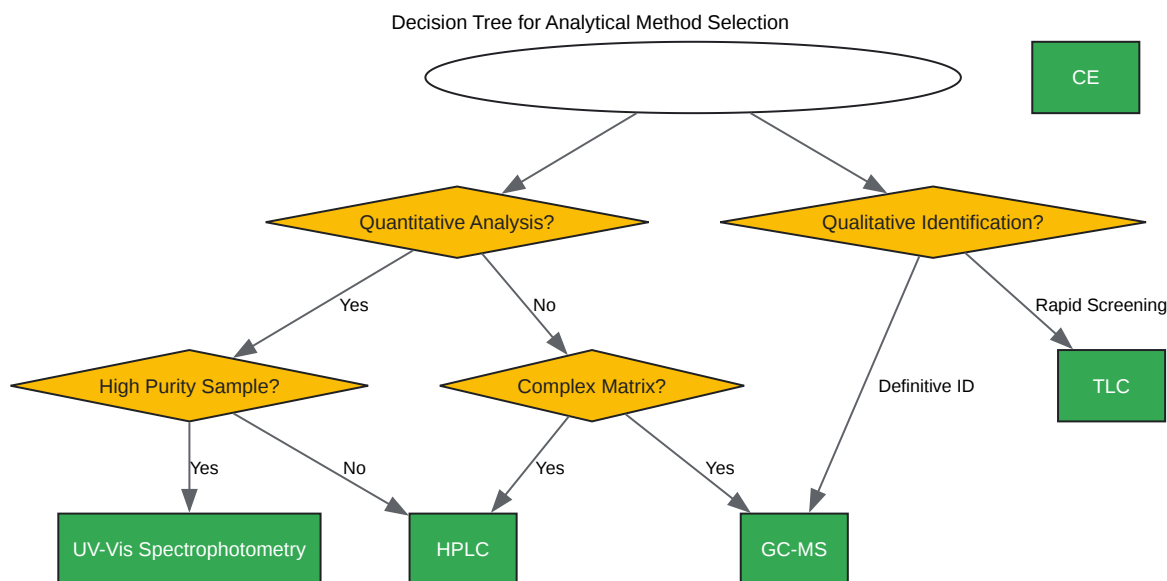 Decision Tree for Analytical Method Selection
CE
Quantitative Analysis?
Qualitative Identification?
Yes
No
Rapid Screening
High Purity Sample?
Complex Matrix?
Definitive ID
TLC
Yes
No
Yes
Yes
UV-Vis Spectrophotometry
HPLC
GC-MS